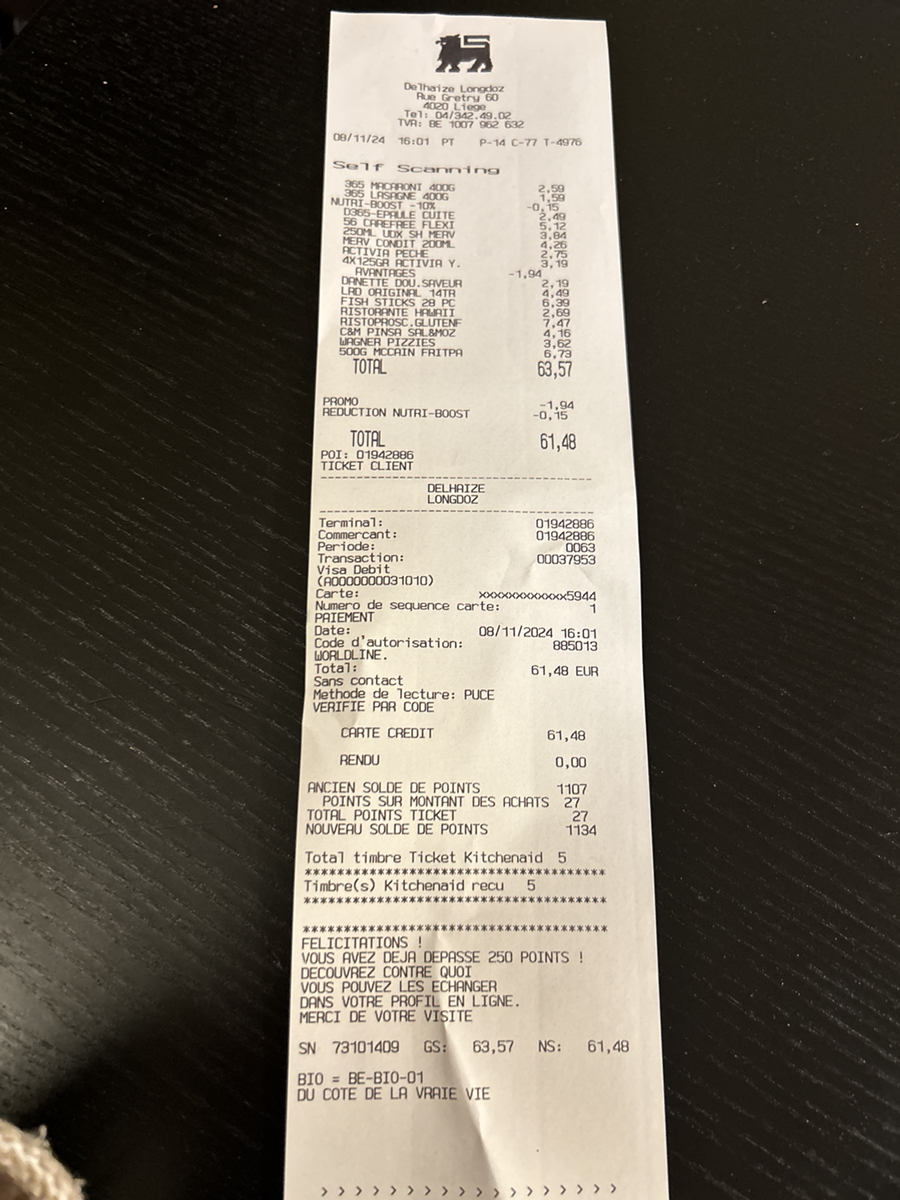 Delhaize Longdoz
Rue Gretry 60
4020 Liege
Tel: 04/342.49.02
TVA: BE 1007 962 632
08/11/24 16:01 PT P-14 C-77 T-4976
Self Scanning
365 MACARONI 400G 2,59
365 LASAGNE 400G 1,59
NUTRI-BOOST -10% -0,15
D365-EPAULE CUITE 2,49
56 CAREFREE FLEXI 5,12
250ML UDX SH MERV 3,84
MERV CONDIT 200ML 4,26
ACTIVIA PECHE 2,75
4X125GR ACTIVIA Y. 3,19
AVANTAGES -1,94
DANETTE DOU.SAVEUR 2,19
LRD ORIGINAL 14TR 4,49
FISH STICKS 28 PC 6,39
RISTORANTE HAWAII 2,69
RISTOPROSC.GLUTENF 7,47
C&M PINSA SAL&MOZ 4,16
WAGNER PIZZIES 3,62
500G MCCAIN FRITPA 6,73
TOTAL 63,57
PROMO -1,94
REDUCTION NUTRI-BOOST -0,15
TOTAL 61,48
POI: 01942886
TICKET CLIENT
DELHAIZE
LONGDOZ
Terminal: 01942886
Commercant: 01942886
Periode: 0063
Transaction: 00037953
Visa Debit
(A0000000031010)
Carte: xxxxxxxxxxxxx5944
Numero de sequence carte: 1
PAIEMENT
Date: 08/11/2024 16:01
Code d'autorisation: 885013
WORLDLINE.
Total: 61,48 EUR
Sans contact
Methode de lecture: PUCE
VERIFIE PAR CODE
CARTE CREDIT 61,48
RENDU 0,00
ANCIEN SOLDE DE POINTS 1107
POINTS SUR MONTANT DES ACHATS 27
TOTAL POINTS TICKET 27
NOUVEAU SOLDE DE POINTS 1134
Total timbre Ticket Kitchenaid 5
*************************************
Timbre(s) Kitchenaid recu 5
*************************************
*************************************
FELICITATIONS !
VOUS AVEZ DEJA DEPASSE 250 POINTS !
DECOUVREZ CONTRE QUOI
VOUS POUVEZ LES ECHANGER
DANS VOTRE PROFIL EN LIGNE.
MERCI DE VOTRE VISITE
SN 73101409 GS: 63,57 NS: 61,48
BIO = BE-BIO-01
DU COTE DE LA VRAIE VIE